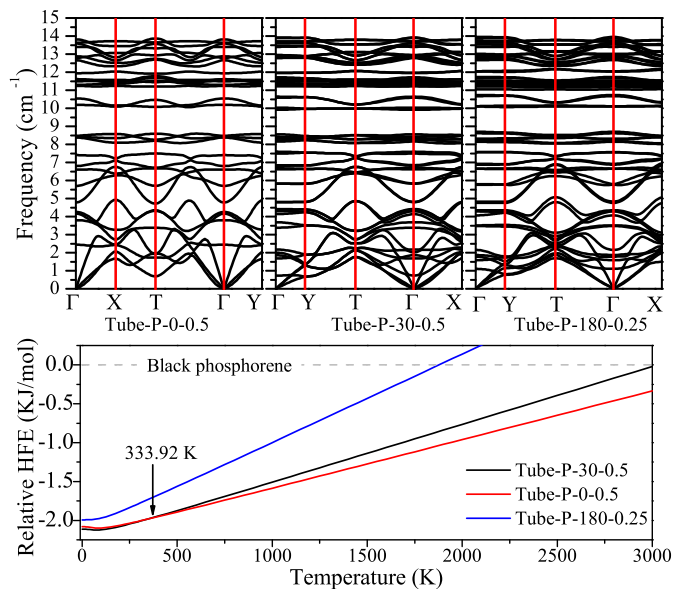 Frequency (cm⁻¹)
15
14
13
12
11
10
9
8
7
6
5
4
3
2
1
0
Γ X T Γ Y Γ Y T Γ X Γ Y T Γ X
Tube-P-0-0.5 Tube-P-30-0.5 Tube-P-180-0.25
Relative HFE (KJ/mol)
0.0
-0.5
-1.0
-1.5
-2.0
Black phosphorene
333.92 K
Tube-P-30-0.5
Tube-P-0-0.5
Tube-P-180-0.25
0 500 1000 1500 2000 2500 3000
Temperature (K)